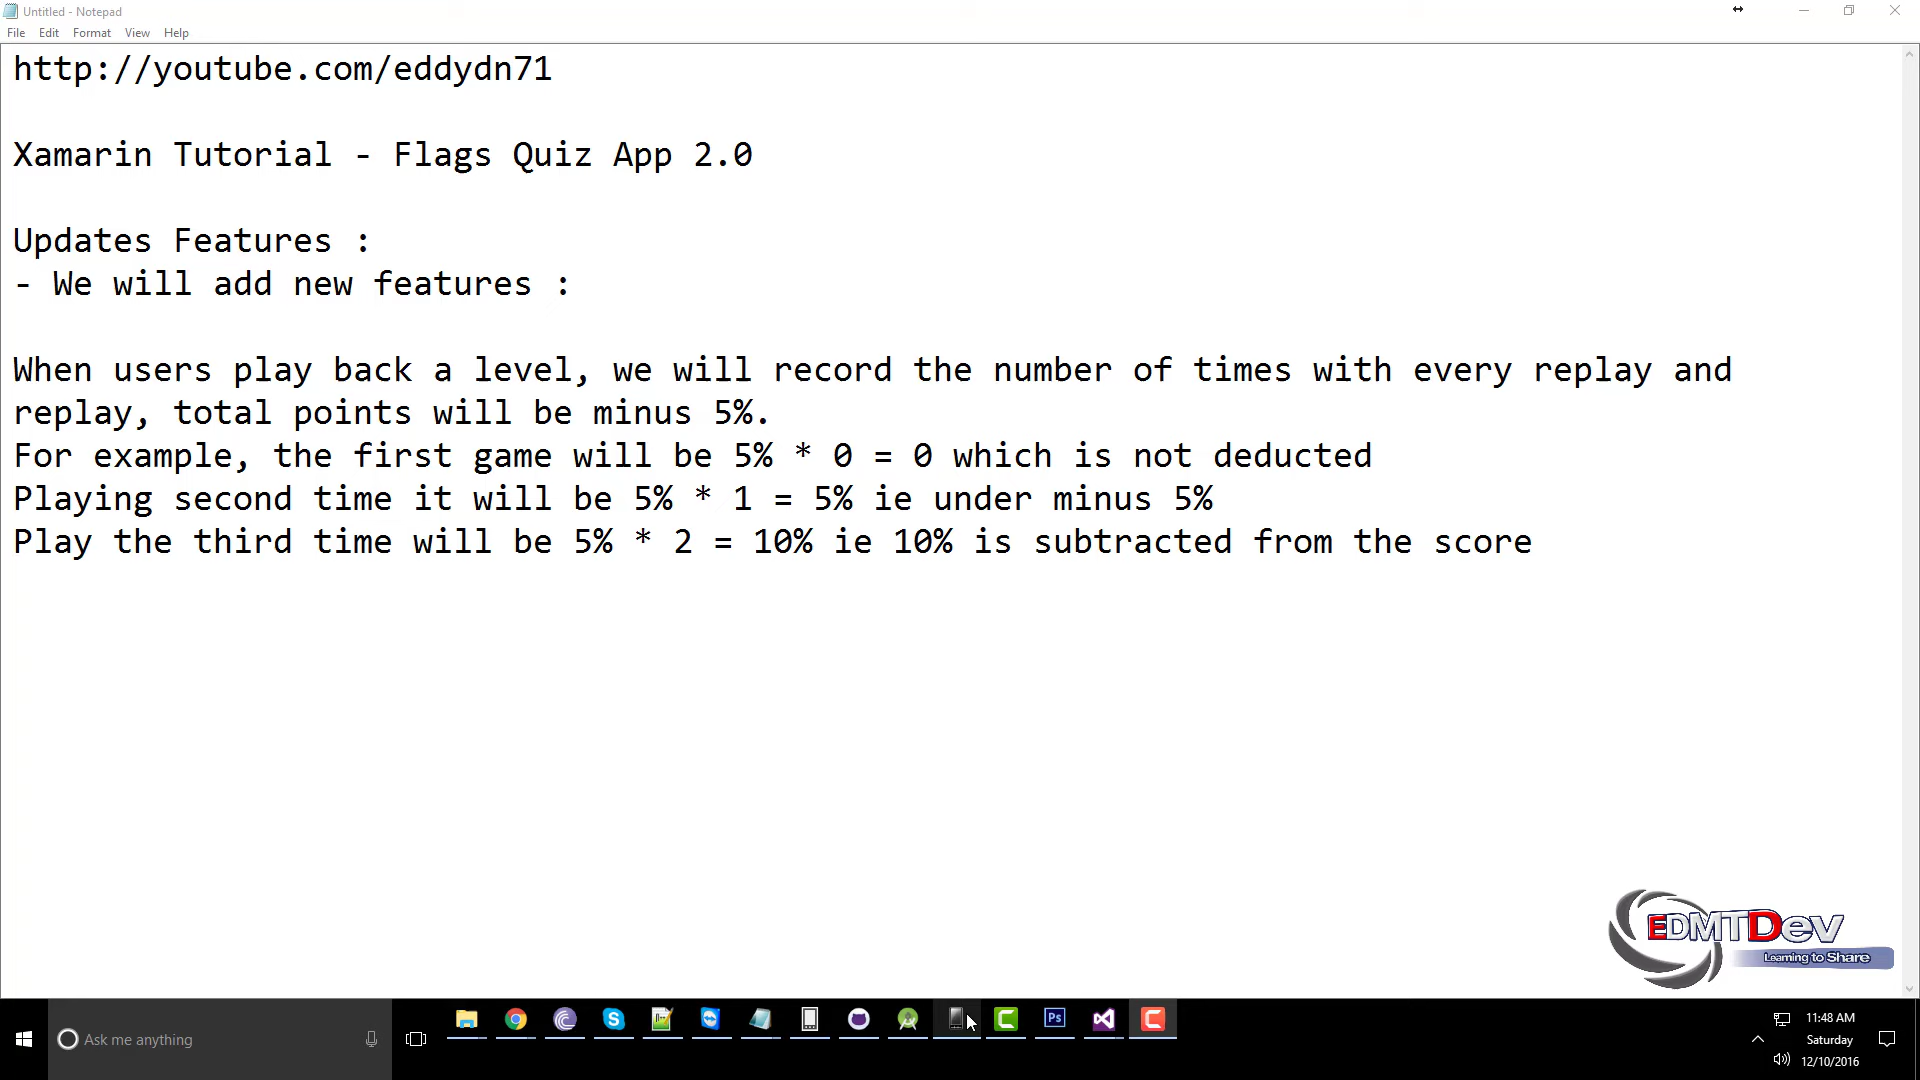 Untitled - Notepad
File Edit Format View Help
http://youtube.com/eddydn71
Xamarin Tutorial - Flags Quiz App 2.0
Updates Features :
- We will add new features :
When users play back a level, we will record the number of times with every replay and
replay, total points will be minus 5%.
For example, the first game will be 5% * 0 = 0 which is not deducted
Playing second time it will be 5% * 1 = 5% ie under minus 5%
Play the third time will be 5% * 2 = 10% ie 10% is subtracted from the score
EDMTDev
Learning to Share
Ask me anything
Ps
11:48 AM
Saturday
12/10/2016